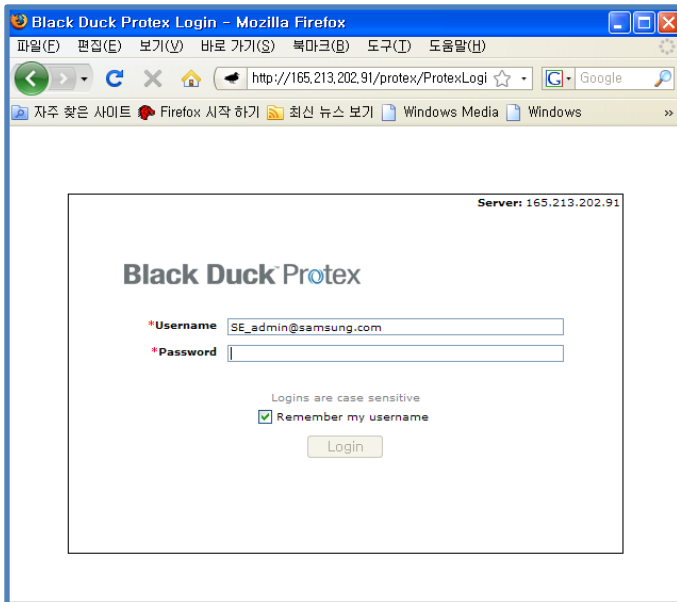 Black Duck Protex Login - Mozilla Firefox
파일(F) 편집(E) 보기(V) 바로 가기(S) 북마크(B) 도구(T) 도움말(H)
http://165,213,202,91/protex/ProtexLogi G Google
자주 찾은 사이트 Firefox 시작 하기 최신 뉴스 보기 Windows Media Windows »
Server: 165.213.202.91
Black Duck™ Protex
*Username SE_admin@samsung.com
*Password
Logins are case sensitive
Remember my username
Login